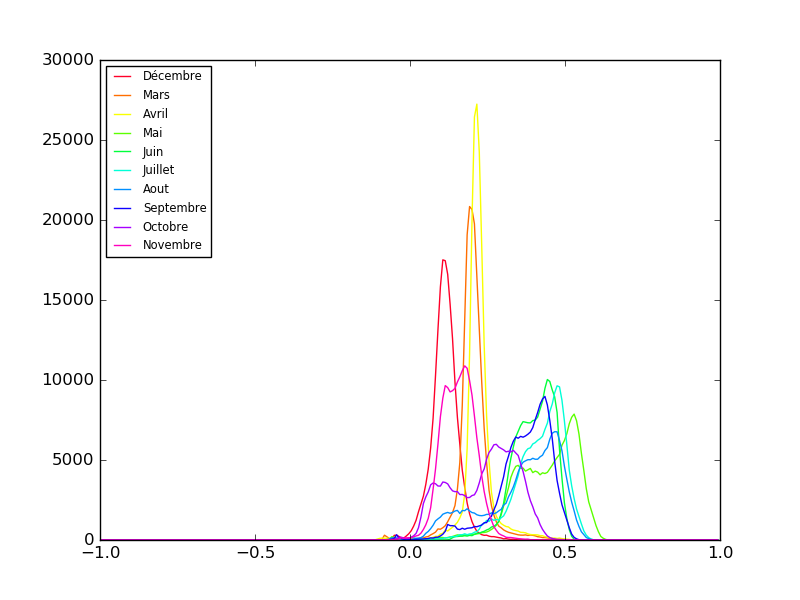 30000
25000
20000
15000
10000
5000
0
−1.0
−0.5
0.0
0.5
1.0
Décembre
Mars
Avril
Mai
Juin
Juillet
Aout
Septembre
Octobre
Novembre